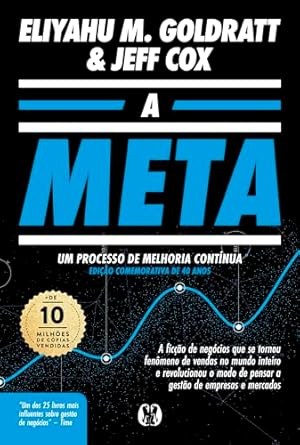 ELIYAHU M. GOLDRATT
& JEFF COX
A
META
UM PROCESSO DE MELHORIA CONTÍNUA
EDIÇÃO COMEMORATIVA DE 40 ANOS
+DE
10
MILHÕES
DE CÓPIAS
VENDIDAS
A ficção de negócios que se tornou
fenômeno de vendas no mundo inteiro
e revolucionou o modo de pensar a
gestão de empresas e mercados
"Um dos 25 livros mais
influentes sobre gestão
de negócios" – Time